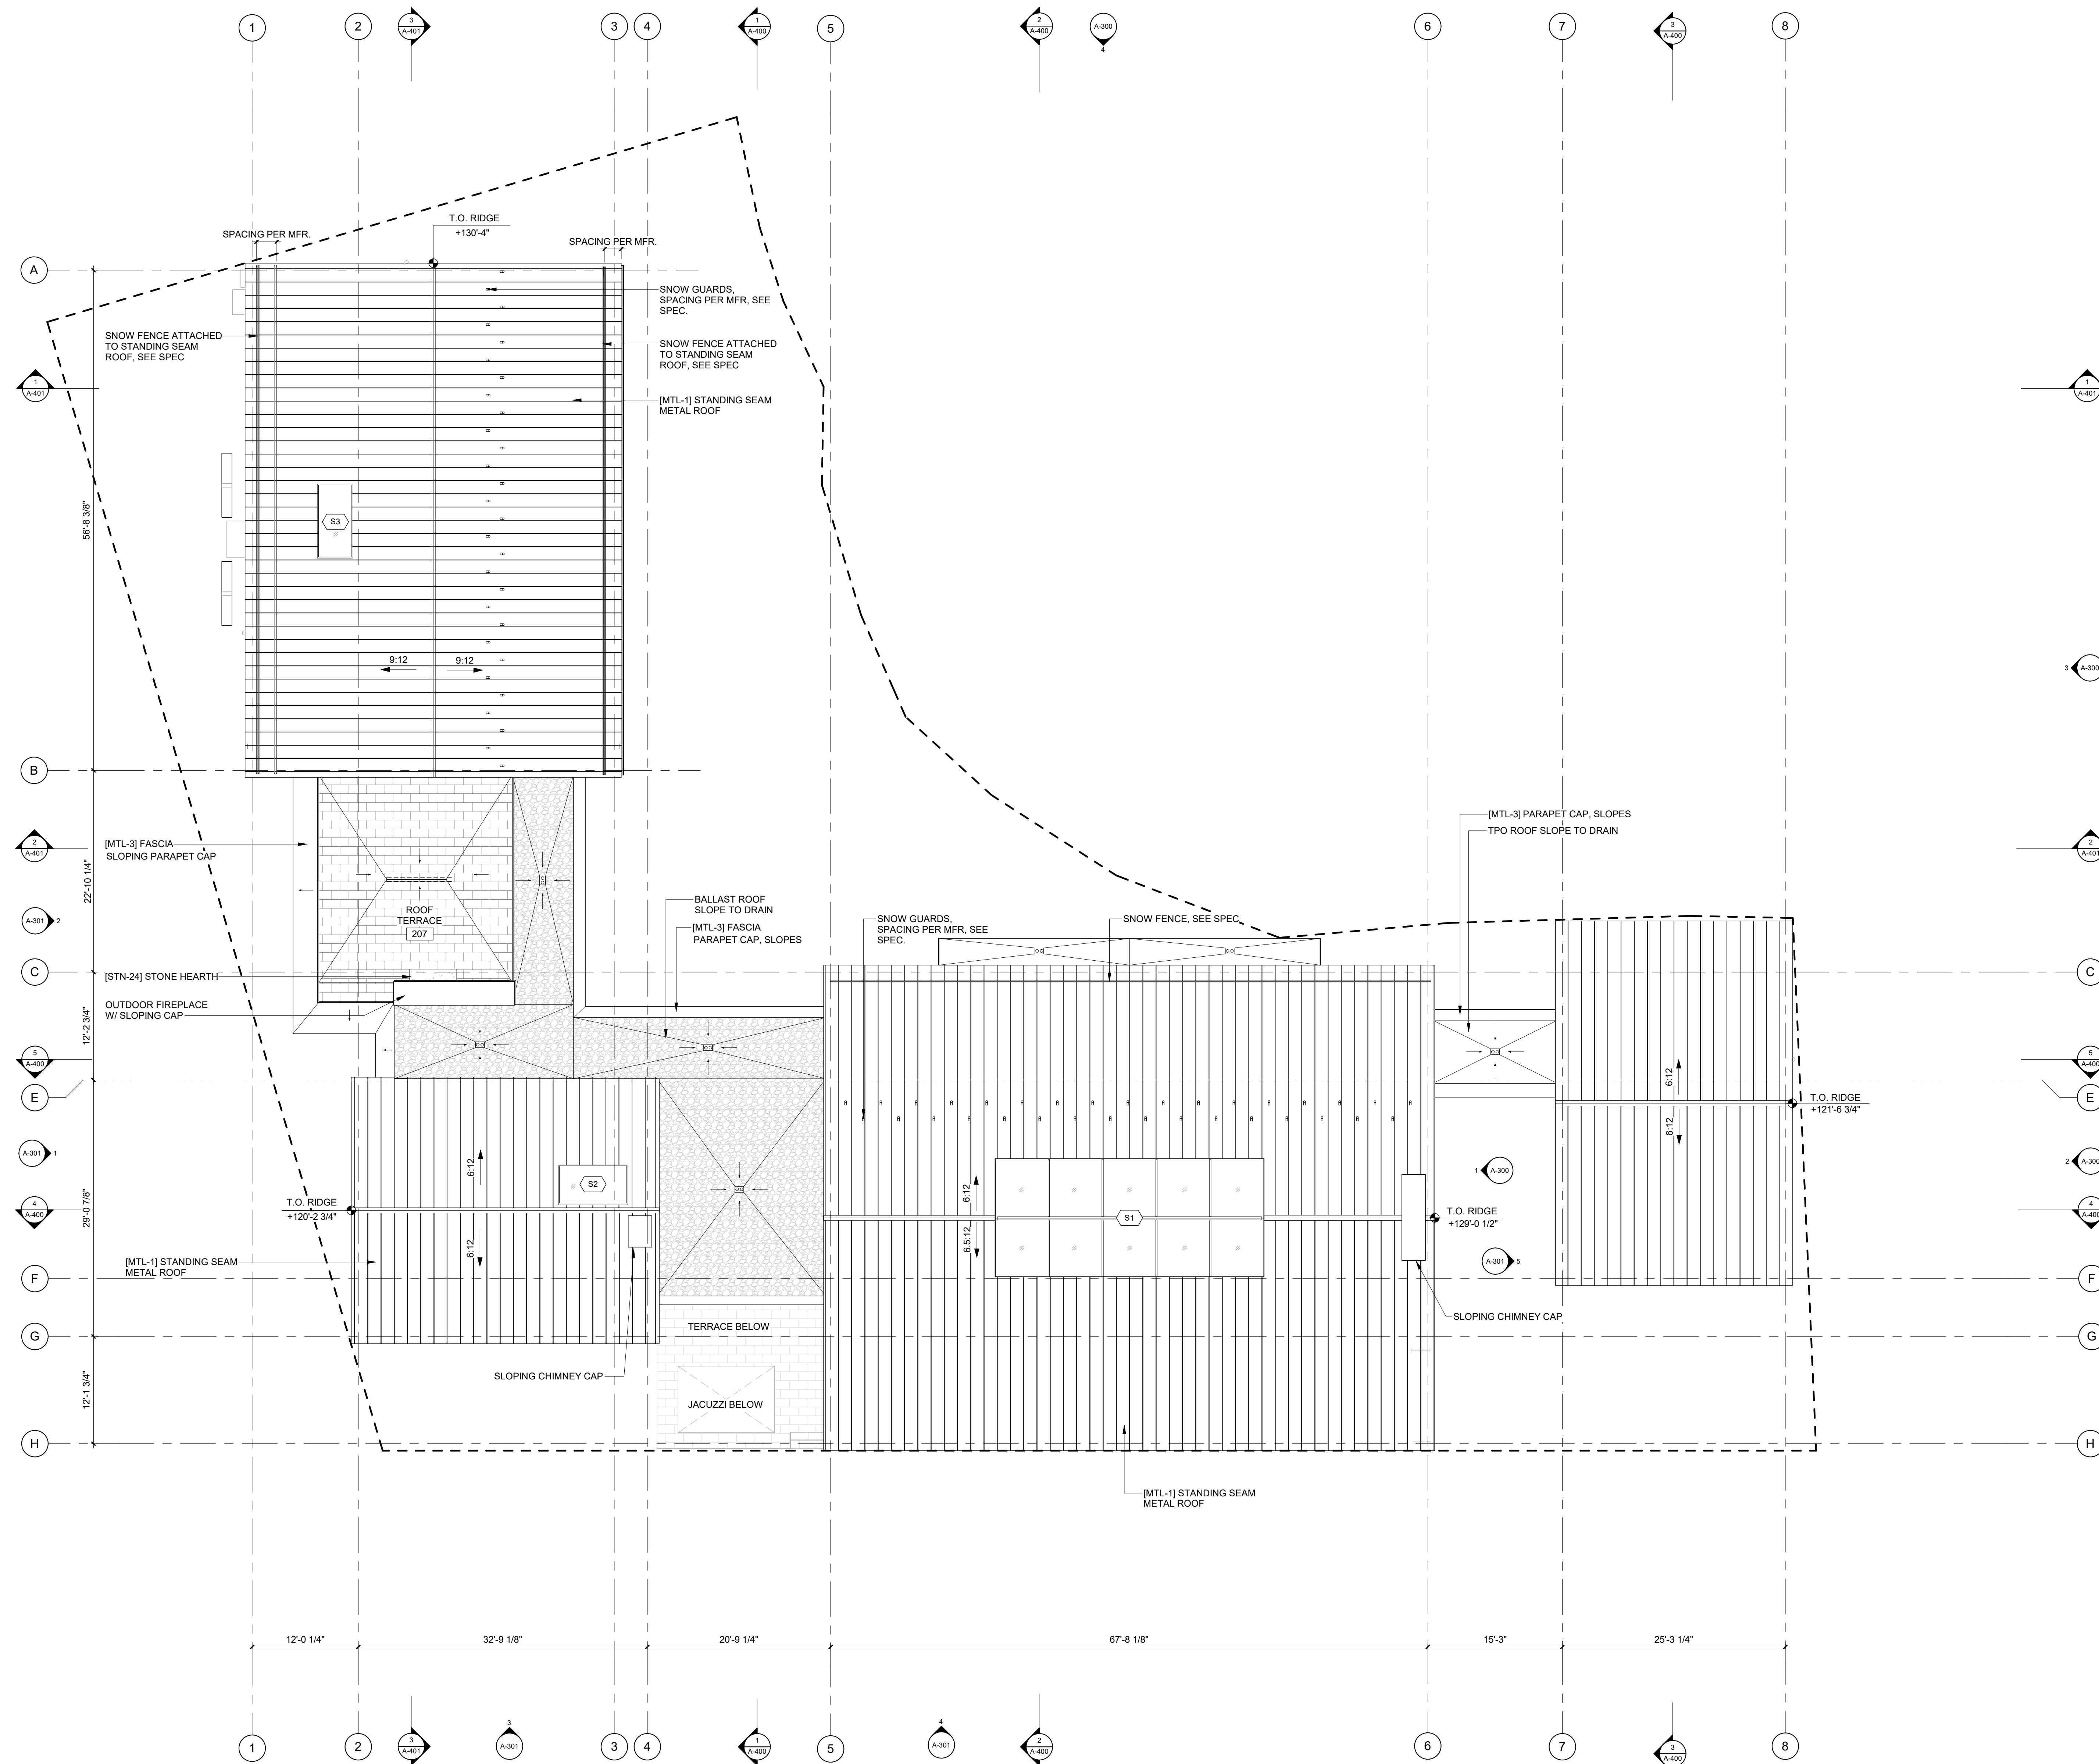 1
2
3
A-401
3
4
1
A-400
5
2
A-400
A-300
4
6
7
3
A-400
8
T.O. RIDGE
+130'-4"
SPACING PER MFR.
SPACING PER MFR.
A
SNOW GUARDS,
SPACING PER MFR, SEE
SPEC.
SNOW FENCE ATTACHED
TO STANDING SEAM
ROOF, SEE SPEC
SNOW FENCE ATTACHED
TO STANDING SEAM
ROOF, SEE SPEC
1
A-401
1
A-401
[MTL-1] STANDING SEAM
METAL ROOF
56'-8 3/8"
S3
9:12
9:12
3
A-300
B
[MTL-3] PARAPET CAP, SLOPES
TPO ROOF SLOPE TO DRAIN
2
A-401
[MTL-3] FASCIA
SLOPING PARAPET CAP
2
A-401
22'-10 1/4"
BALLAST ROOF
SLOPE TO DRAIN
A-301
2
ROOF
TERRACE
207
[MTL-3] FASCIA
PARAPET CAP, SLOPES
SNOW GUARDS,
SPACING PER MFR, SEE
SPEC.
SNOW FENCE, SEE SPEC
C
[STN-24] STONE HEARTH
C
OUTDOOR FIREPLACE
W/ SLOPING CAP
12'-2 3/4"
5
A-400
5
A-400
E
6:12
6:12
T.O. RIDGE
+121'-6 3/4"
E
A-301
1
6:12
6:12
S2
1
A-300
2
A-300
4
A-400
29'-0 7/8"
T.O. RIDGE
+120'-2 3/4"
6:12
6.5:12
S1
T.O. RIDGE
+129'-0 1/2"
4
A-400
[MTL-1] STANDING SEAM
METAL ROOF
A-301
5
F
F
SLOPING CHIMNEY CAP
G
TERRACE BELOW
G
SLOPING CHIMNEY CAP
12'-1 3/4"
JACUZZI BELOW
H
H
[MTL-1] STANDING SEAM
METAL ROOF
12'-0 1/4"
32'-9 1/8"
20'-9 1/4"
67'-8 1/8"
15'-3"
25'-3 1/4"
1
2
3
A-401
3
A-301
3
4
1
A-400
5
4
A-301
2
A-400
6
7
3
A-400
8